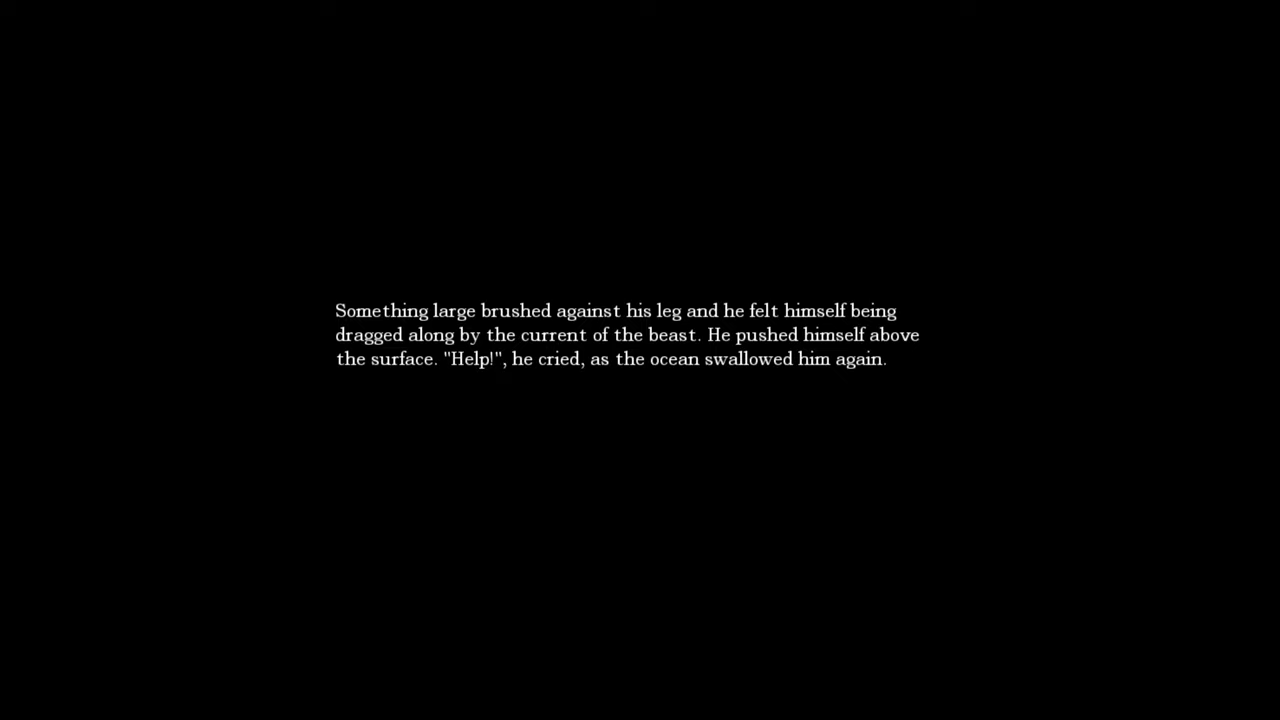 Something large brushed against his leg and he felt himself being
dragged along by the current of the beast. He pushed himself above
the surface. "Help!", he cried, as the ocean swallowed him again.